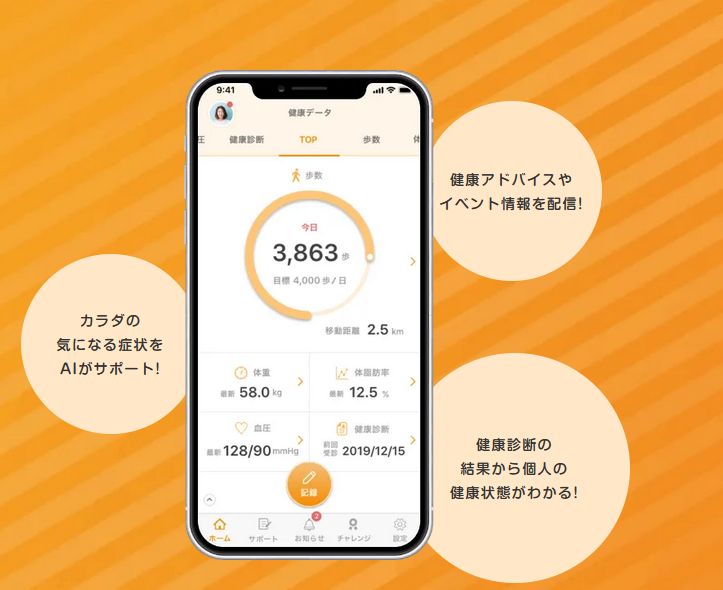 9:41
健康データ
圧 健康診断 TOP 歩数 体
歩数
今日
3,863 歩
目標 4,000 歩/日
移動距離 2.5 km
体重
最新 58.0 kg
体脂肪率
最新 12.5 %
血圧
最新 128/90 mmHg
健康診断
前回
受診 2019/12/15
記録
2
ホーム サポート お知らせ チャレンジ 設定
健康アドバイスや
イベント情報を配信!
カラダの
気になる症状を
AIがサポート!
健康診断の
結果から個人の
健康状態がわかる!